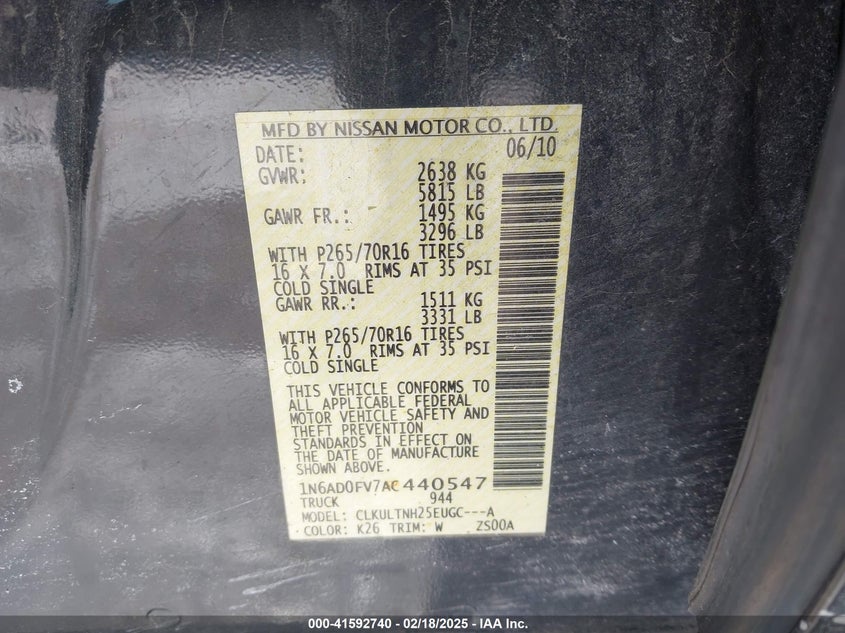 MFD BY NISSAN MOTOR CO., LTD.
DATE: 06/10
GVWR: 2638 KG
5815 LB
GAWR FR.: 1495 KG
3296 LB
WITH P265/70R16 TIRES
16 X 7.0 RIMS AT 35 PSI
COLD SINGLE
GAWR RR.: 1511 KG
3331 LB
WITH P265/70R16 TIRES
16 X 7.0 RIMS AT 35 PSI
COLD SINGLE
THIS VEHICLE CONFORMS TO
ALL APPLICABLE FEDERAL
MOTOR VEHICLE SAFETY AND
THEFT PREVENTION
STANDARDS IN EFFECT ON
THE DATE OF MANUFACTURE
SHOWN ABOVE.
1N6AD0FV7AC440547
TRUCK 944
MODEL: CLKULTNH25EUGC---A
COLOR: K26 TRIM: W ZS00A
000-41592740 - 02/18/2025 - IAA Inc.